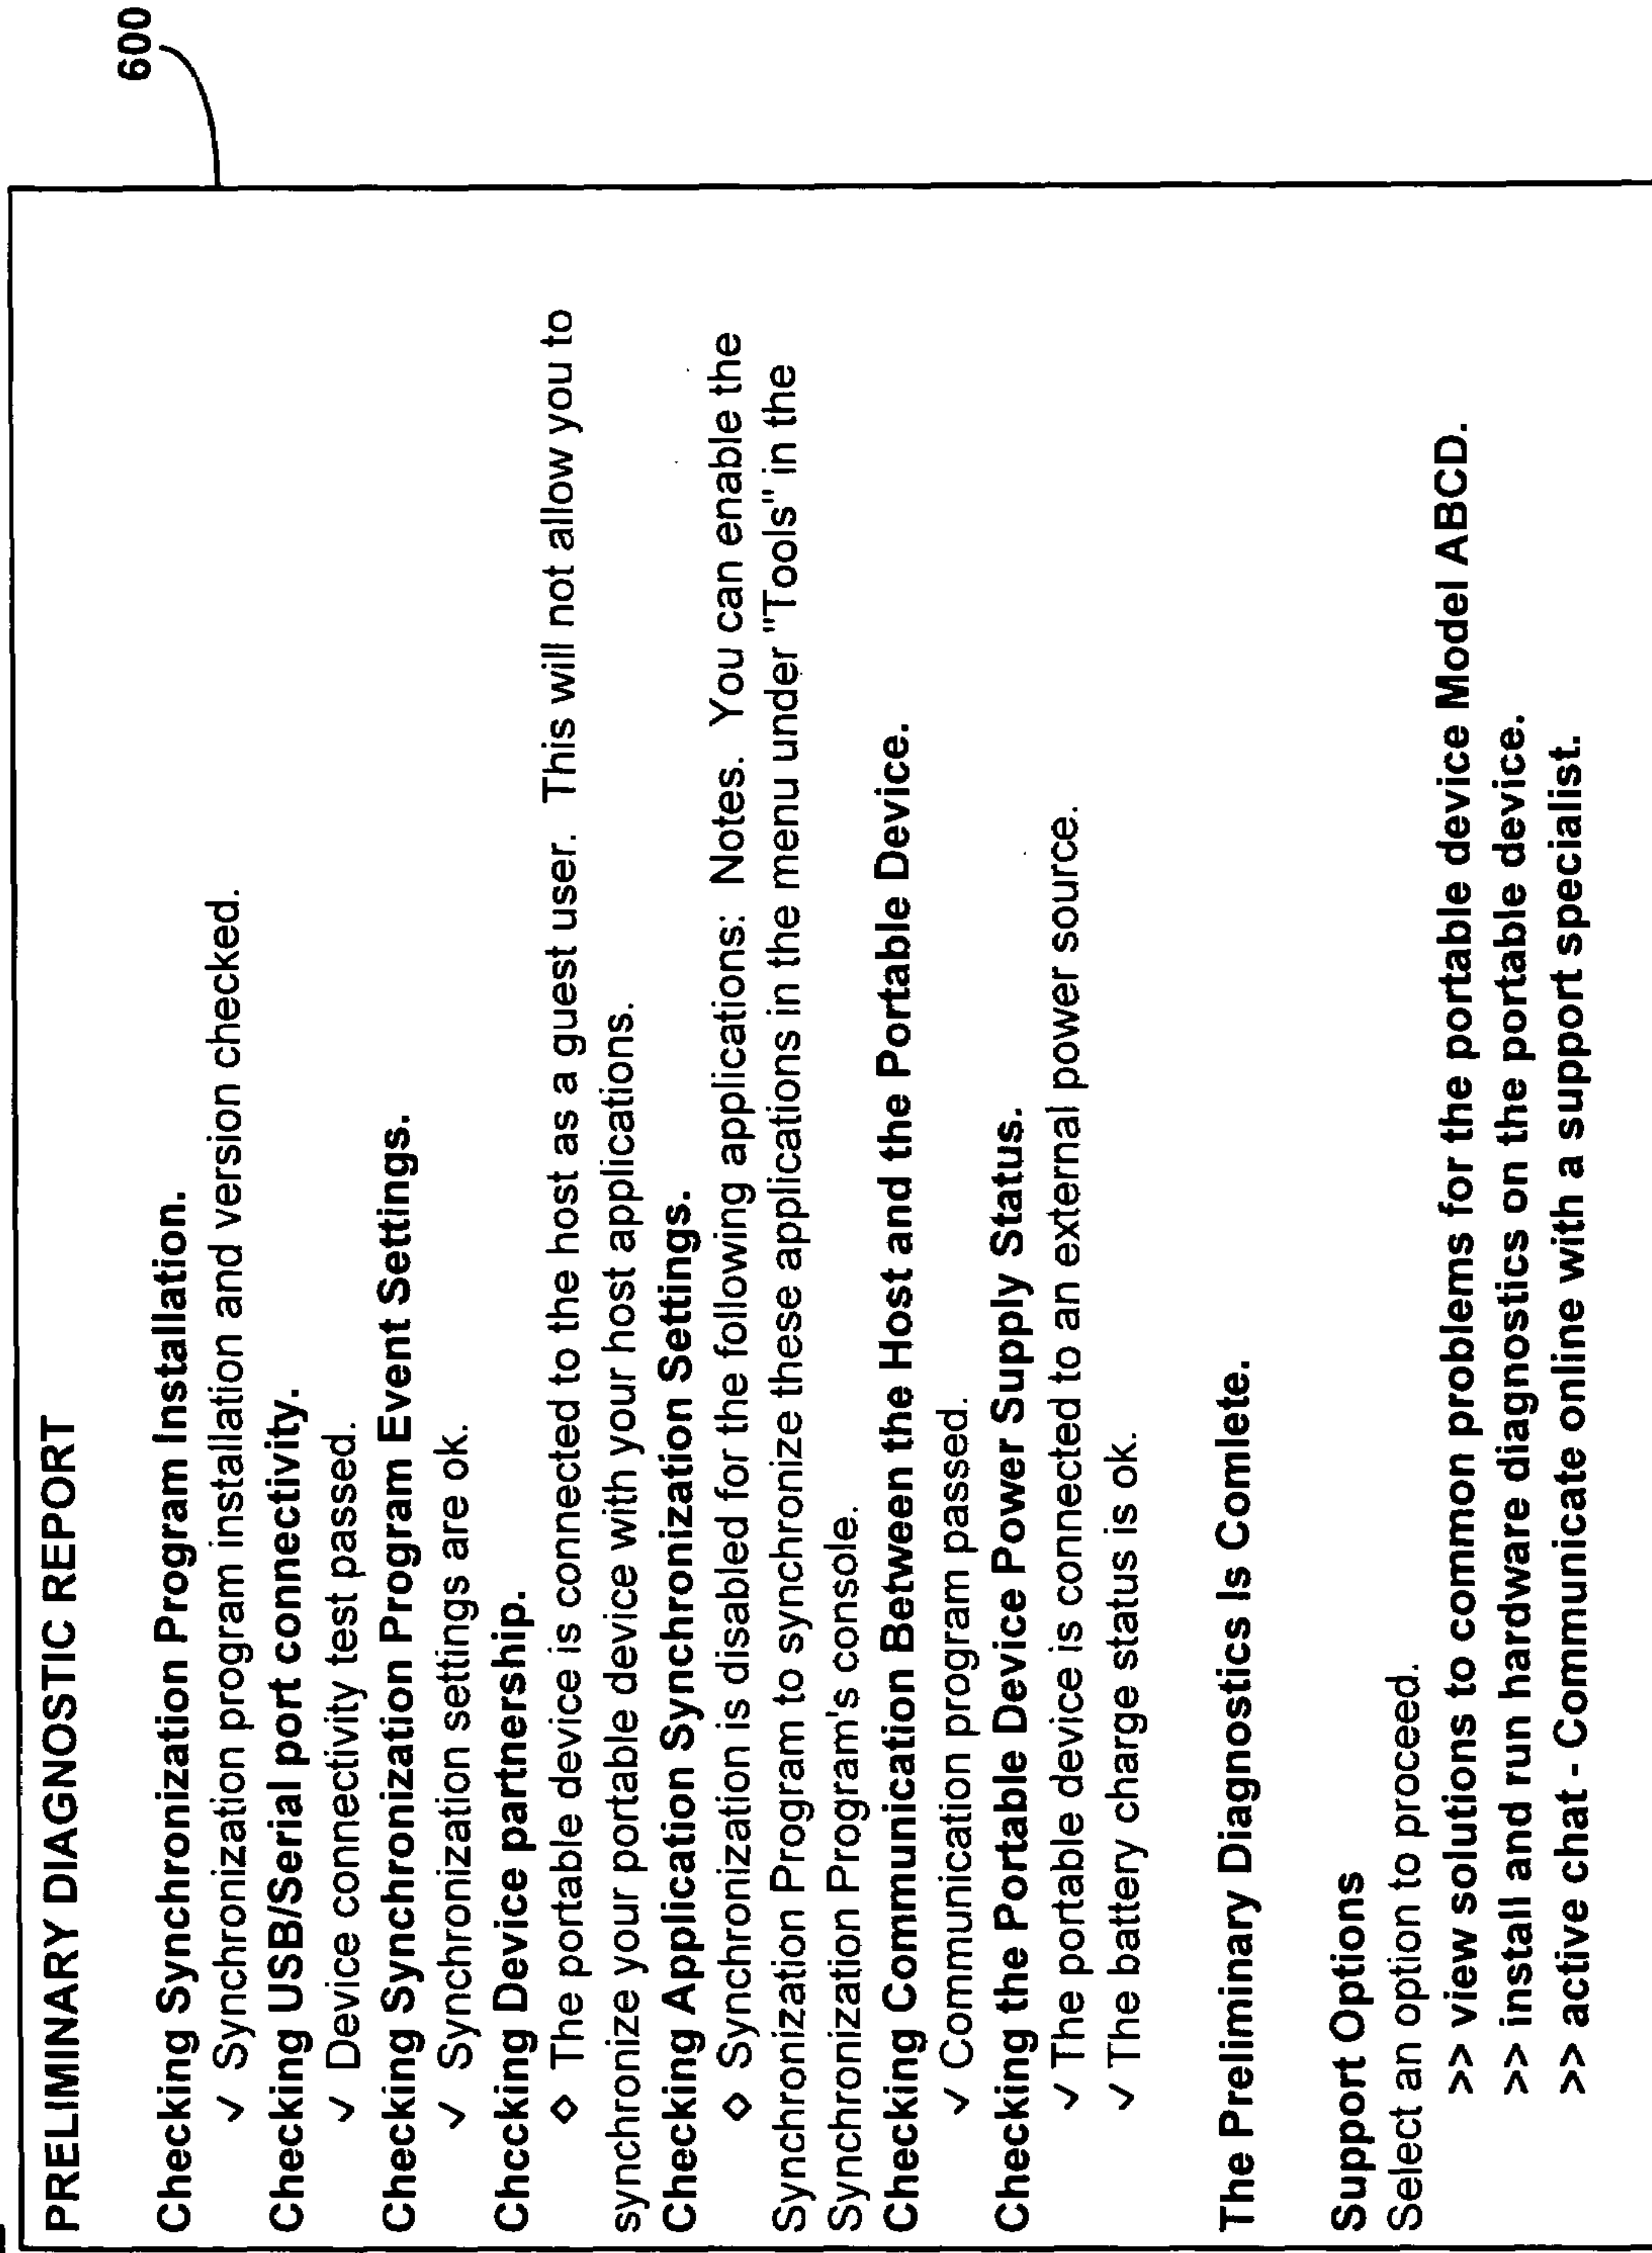 600
PRELIMINARY DIAGNOSTIC REPORT
Checking Synchronization Program Installation.
✓ Synchronization program installation and version checked.
Checking USB/Serial port connectivity.
✓ Device connectivity test passed.
Checking Synchronization Program Event Settings.
✓ Synchronization settings are ok.
Chccking Device partnership.
◇ The portable device is connected to the host as a guest user. This will not allow you to
synchronize your portable device with your host applications.
Checking Application Synchronization Settings.
◇ Synchronization is disabled for the following applications: Notes. You can enable the
Synchronization Program to synchronize these applications in the menu under "Tools" in the
Synchronization Program's console.
Checking Communication Between the Host and the Portable Device.
✓ Communication program passed.
Checking the Portable Device Power Supply Status.
✓ The portable device is connected to an external power source.
✓ The battery charge status is ok.
The Preliminary Diagnostics Is Comlete.
Support Options
Select an option to proceed.
>> view solutions to common problems for the portable device Model ABCD.
>> install and run hardware diagnostics on the portable device.
>> active chat - Communicate online with a support specialist.